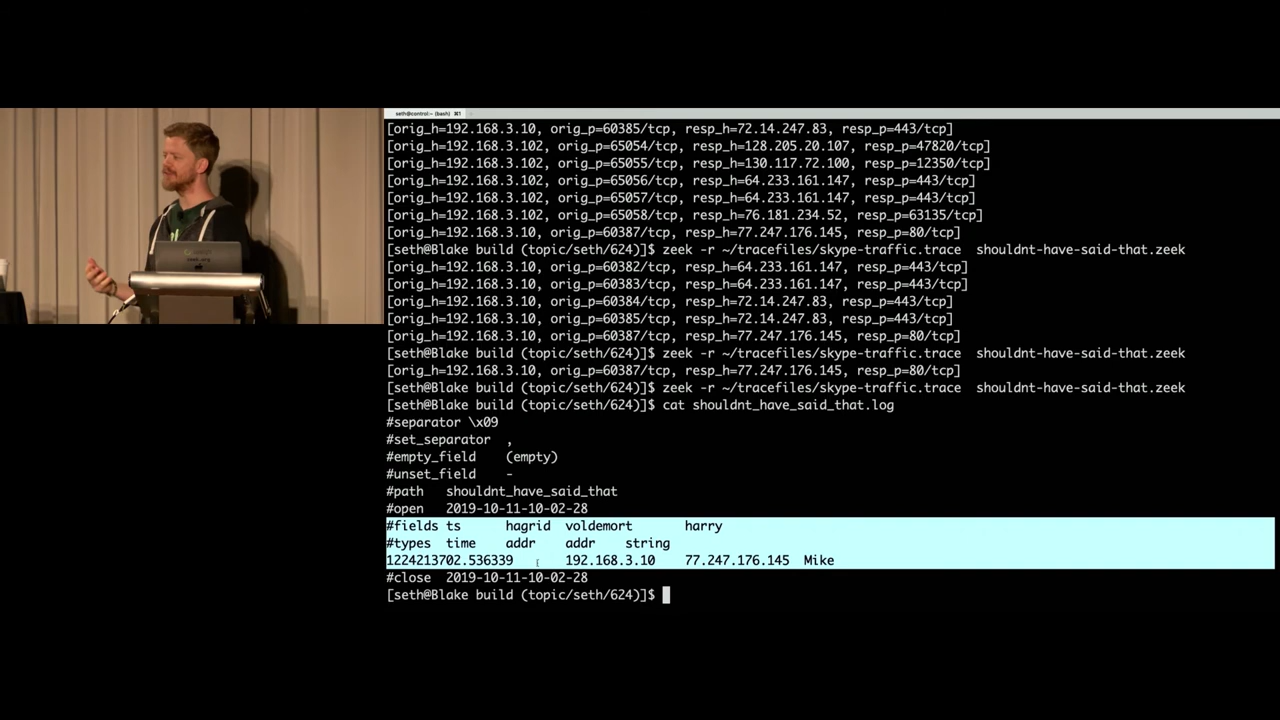 seth@control:~ (bash) ⌘1
[orig_h=192.168.3.10, orig_p=60385/tcp, resp_h=72.14.247.83, resp_p=443/tcp]
[orig_h=192.168.3.102, orig_p=65054/tcp, resp_h=128.205.20.107, resp_p=47820/tcp]
[orig_h=192.168.3.102, orig_p=65055/tcp, resp_h=130.117.72.100, resp_p=12350/tcp]
[orig_h=192.168.3.102, orig_p=65056/tcp, resp_h=64.233.161.147, resp_p=443/tcp]
[orig_h=192.168.3.102, orig_p=65057/tcp, resp_h=64.233.161.147, resp_p=443/tcp]
[orig_h=192.168.3.102, orig_p=65058/tcp, resp_h=76.181.234.52, resp_p=63135/tcp]
[orig_h=192.168.3.10, orig_p=60387/tcp, resp_h=77.247.176.145, resp_p=80/tcp]
[seth@Blake build (topic/seth/624)]$ zeek -r ~/tracefiles/skype-traffic.trace  shouldnt-have-said-that.zeek
[orig_h=192.168.3.10, orig_p=60382/tcp, resp_h=64.233.161.147, resp_p=443/tcp]
[orig_h=192.168.3.10, orig_p=60383/tcp, resp_h=64.233.161.147, resp_p=443/tcp]
[orig_h=192.168.3.10, orig_p=60384/tcp, resp_h=72.14.247.83, resp_p=443/tcp]
[orig_h=192.168.3.10, orig_p=60385/tcp, resp_h=72.14.247.83, resp_p=443/tcp]
[orig_h=192.168.3.10, orig_p=60387/tcp, resp_h=77.247.176.145, resp_p=80/tcp]
[seth@Blake build (topic/seth/624)]$ zeek -r ~/tracefiles/skype-traffic.trace  shouldnt-have-said-that.zeek
[orig_h=192.168.3.10, orig_p=60387/tcp, resp_h=77.247.176.145, resp_p=80/tcp]
[seth@Blake build (topic/seth/624)]$ zeek -r ~/tracefiles/skype-traffic.trace  shouldnt-have-said-that.zeek
[seth@Blake build (topic/seth/624)]$ cat shouldnt_have_said_that.log
#separator \x09
#set_separator  ,
#empty_field    (empty)
#unset_field    -
#path   shouldnt_have_said_that
#open   2019-10-11-10-02-28
#fields ts      hagrid  voldemort       harry
#types  time    addr    addr    string
1224213702.536339       192.168.3.10    77.247.176.145  Mike
#close  2019-10-11-10-02-28
[seth@Blake build (topic/seth/624)]$